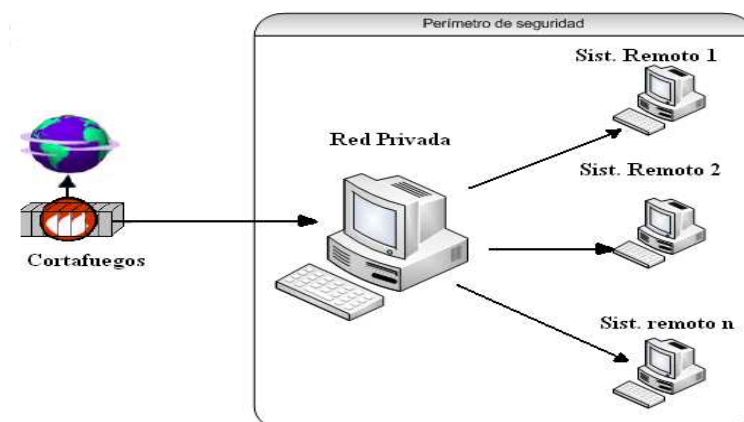 Perímetro de seguridad
Sist. Remoto 1
Red Privada
Sist. Remoto 2
Cortafuegos
Sist. remoto n